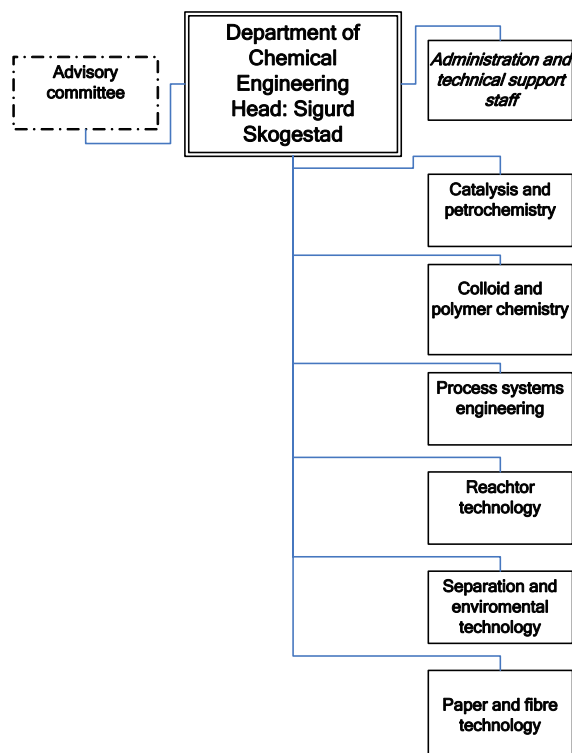 Department of
Chemical
Engineering
Head: Sigurd
Skogestad
Advisory
committee
Administration and
technical support
staff
Catalysis and
petrochemistry
Colloid and
polymer chemistry
Process systems
engineering
Reachtor
technology
Separation and
enviromental
technology
Paper and fibre
technology